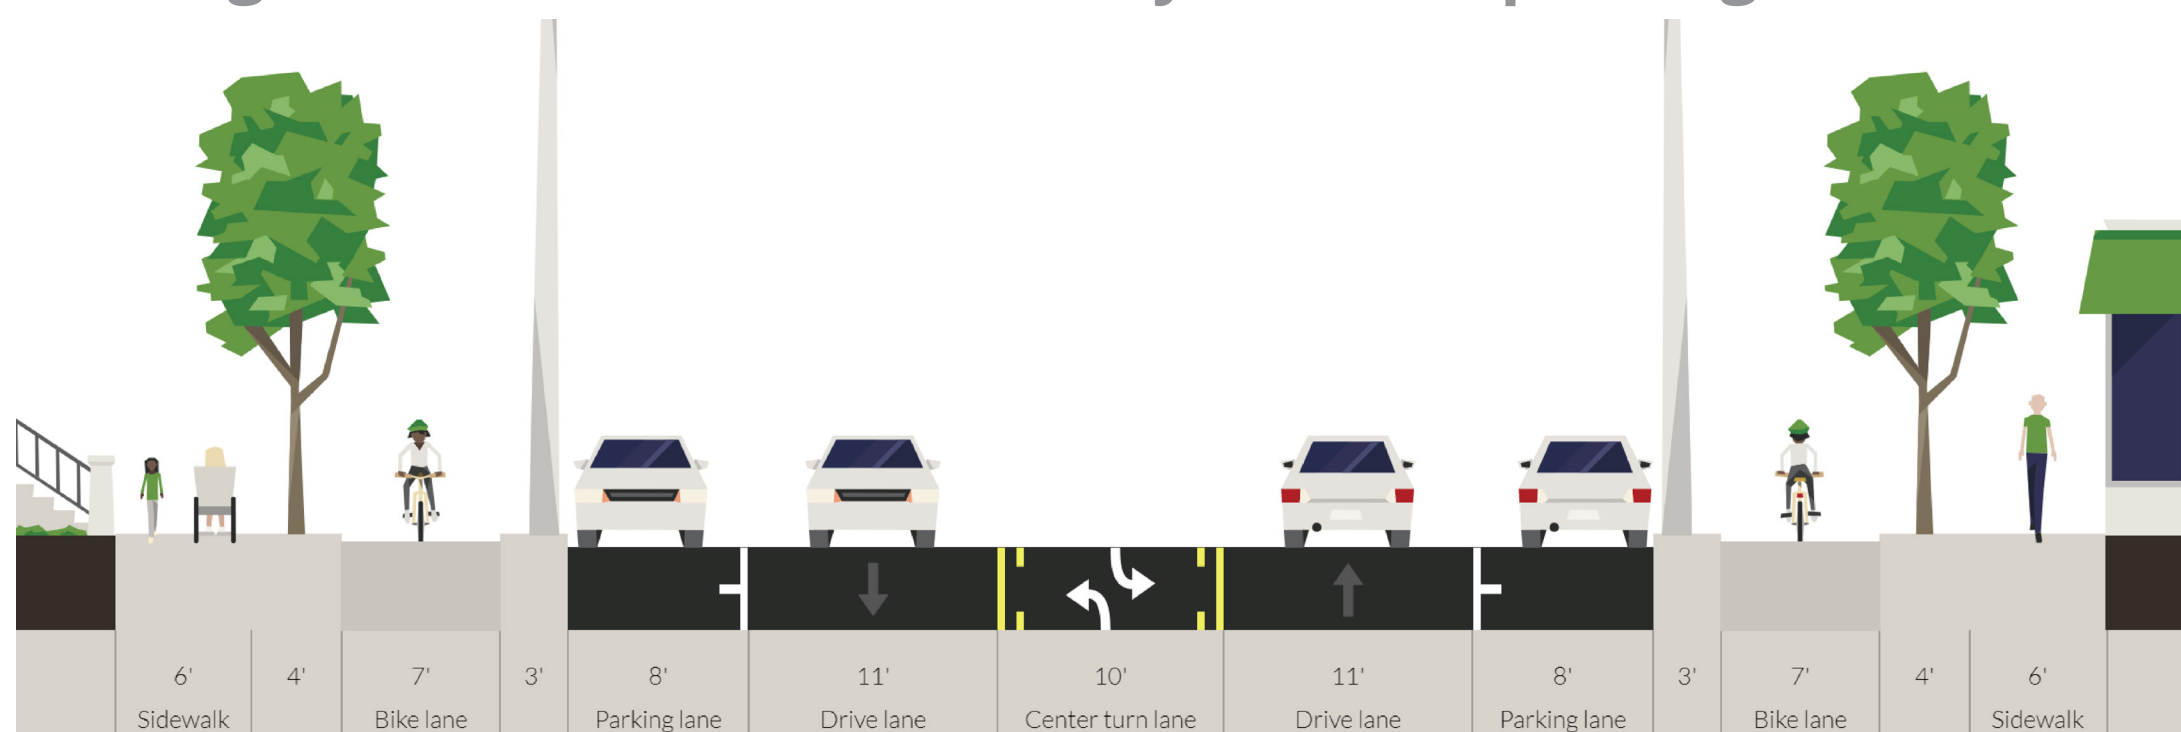 6' 4' 7' 3' 8' 11' 10' 11' 8' 3' 7' 4' 6'
Sidewalk Bike lane Parking lane Drive lane Center turn lane Drive lane Parking lane Bike lane Sidewalk